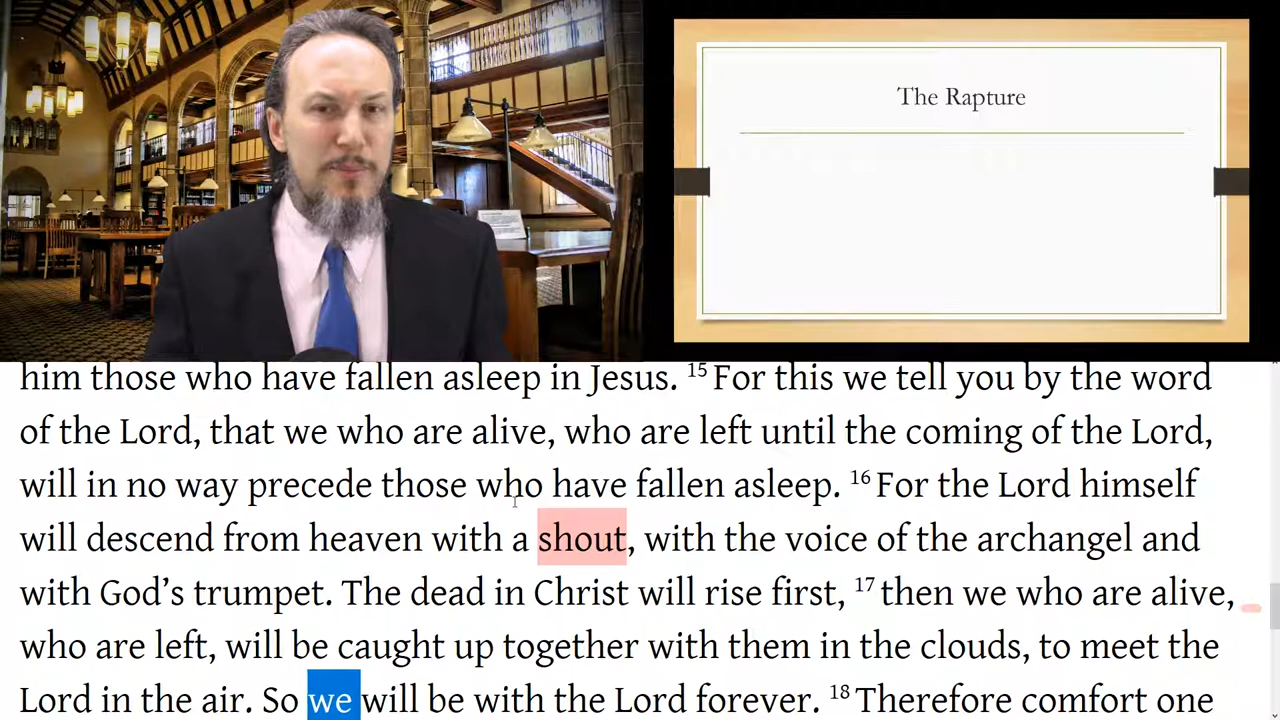 The Rapture
him those who have fallen asleep in Jesus. 15 For this we tell you by the word
of the Lord, that we who are alive, who are left until the coming of the Lord,
will in no way precede those who have fallen asleep. 16 For the Lord himself
will descend from heaven with a shout, with the voice of the archangel and
with God’s trumpet. The dead in Christ will rise first, 17 then we who are alive,
who are left, will be caught up together with them in the clouds, to meet the
Lord in the air. So we will be with the Lord forever. 18 Therefore comfort one